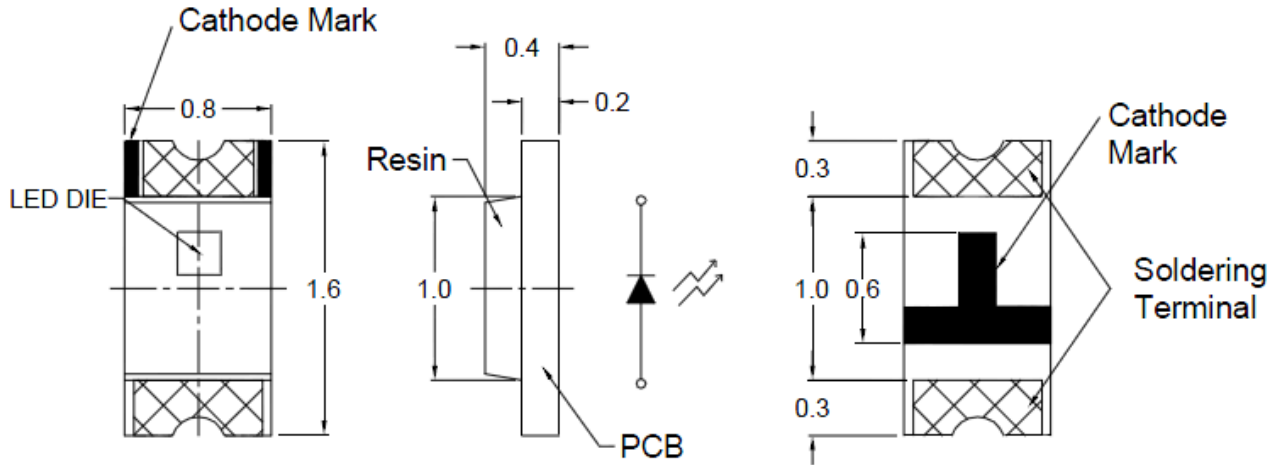 Cathode Mark
0.8
LED DIE
1.6
0.4
0.2
Resin
1.0
PCB
Cathode
Mark
0.3
1.0
0.6
Soldering
Terminal
0.3